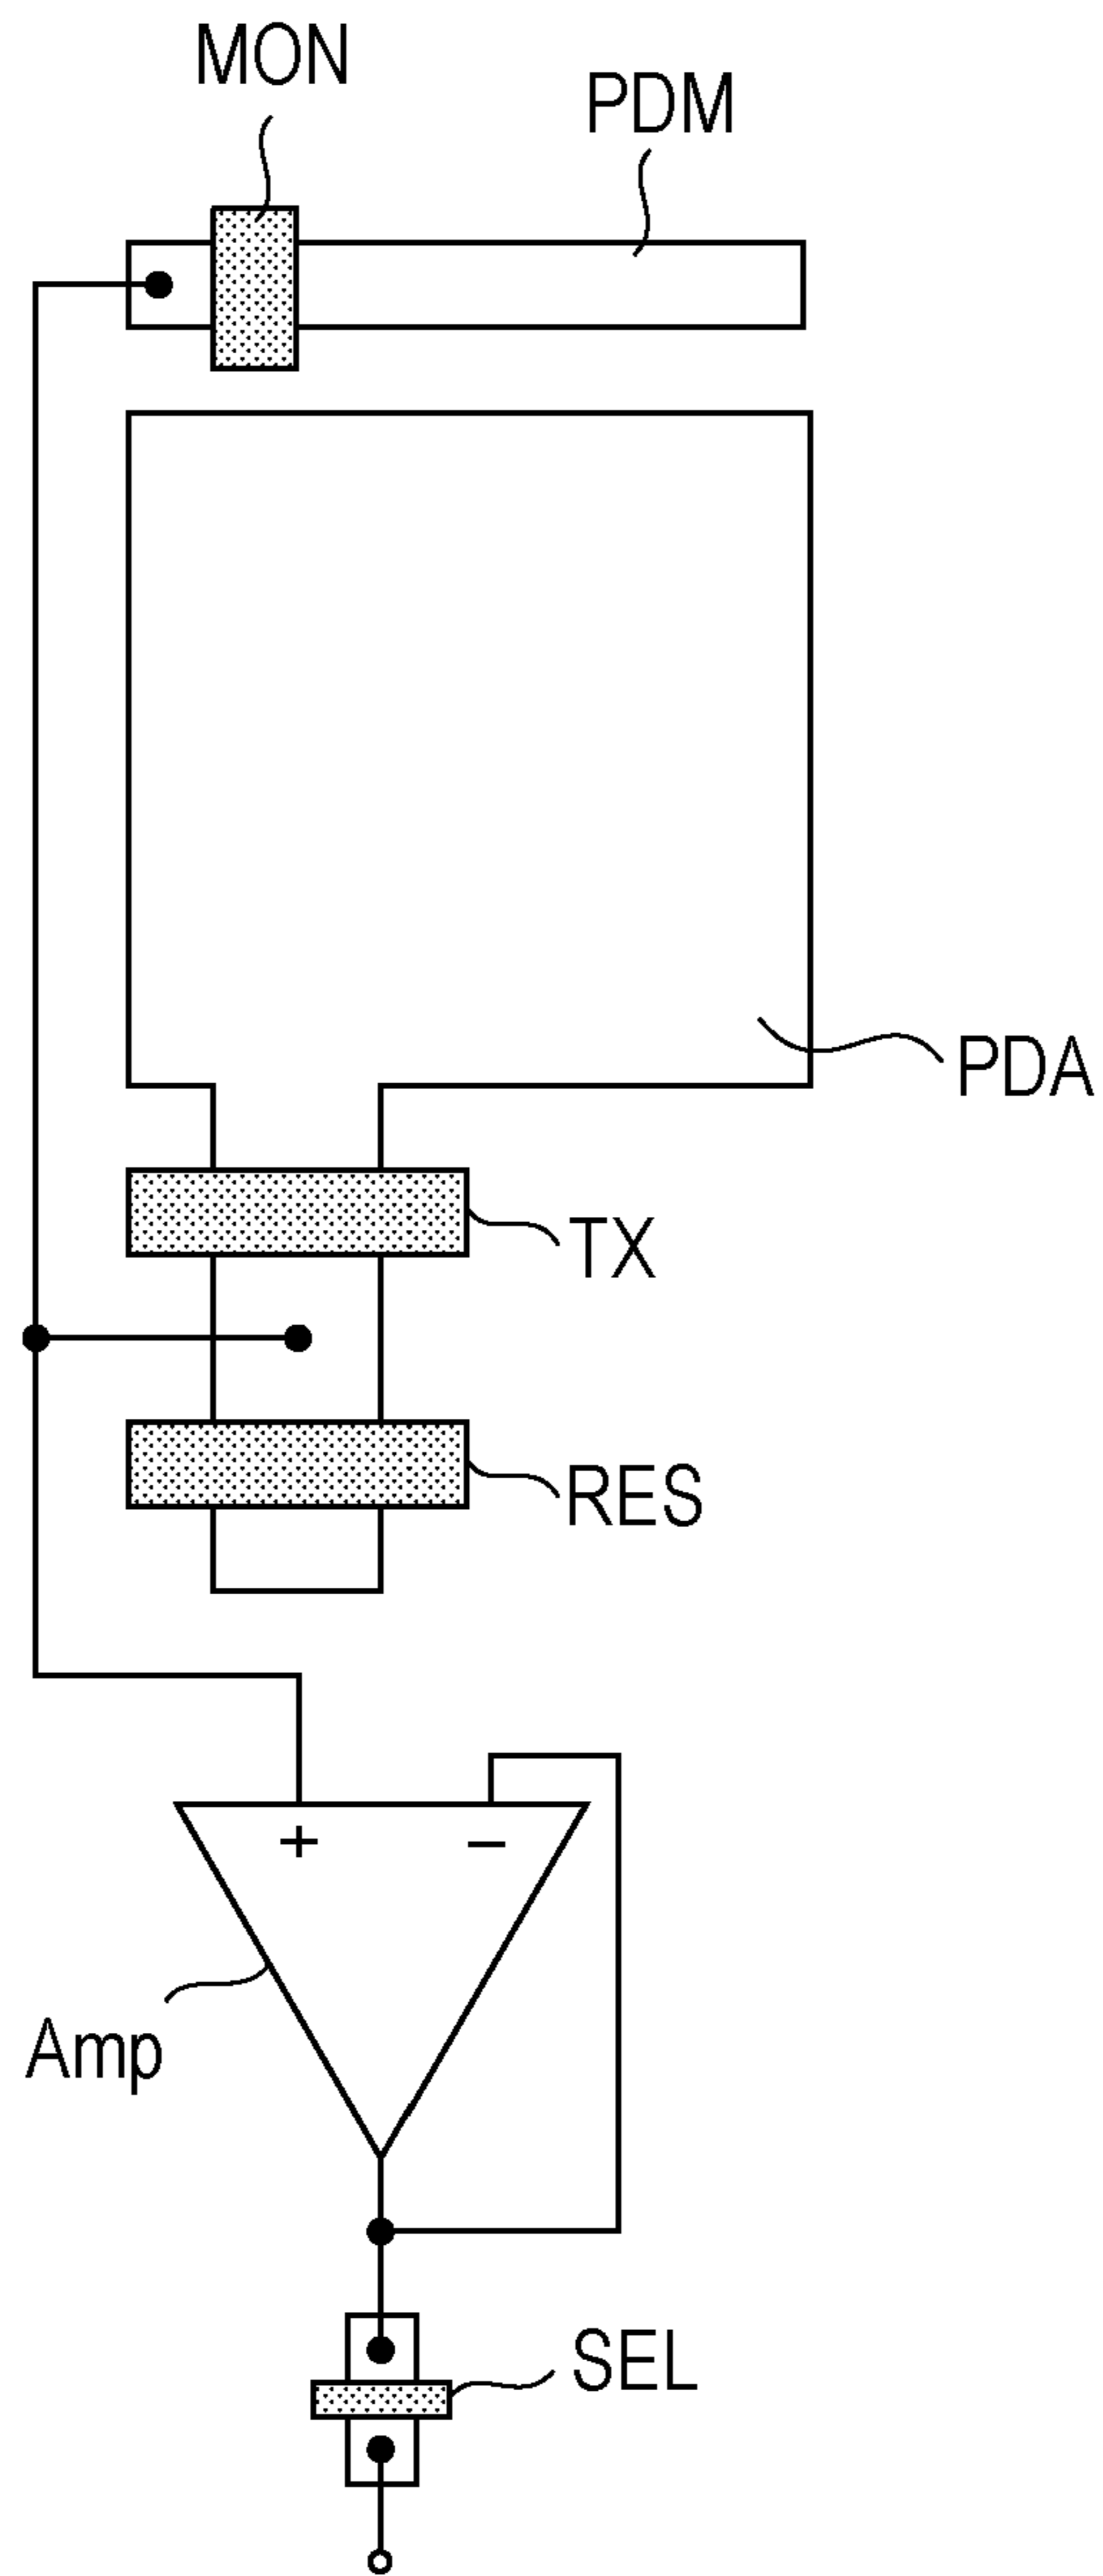 MON
PDM
PDA
TX
RES
+ −
Amp
SEL